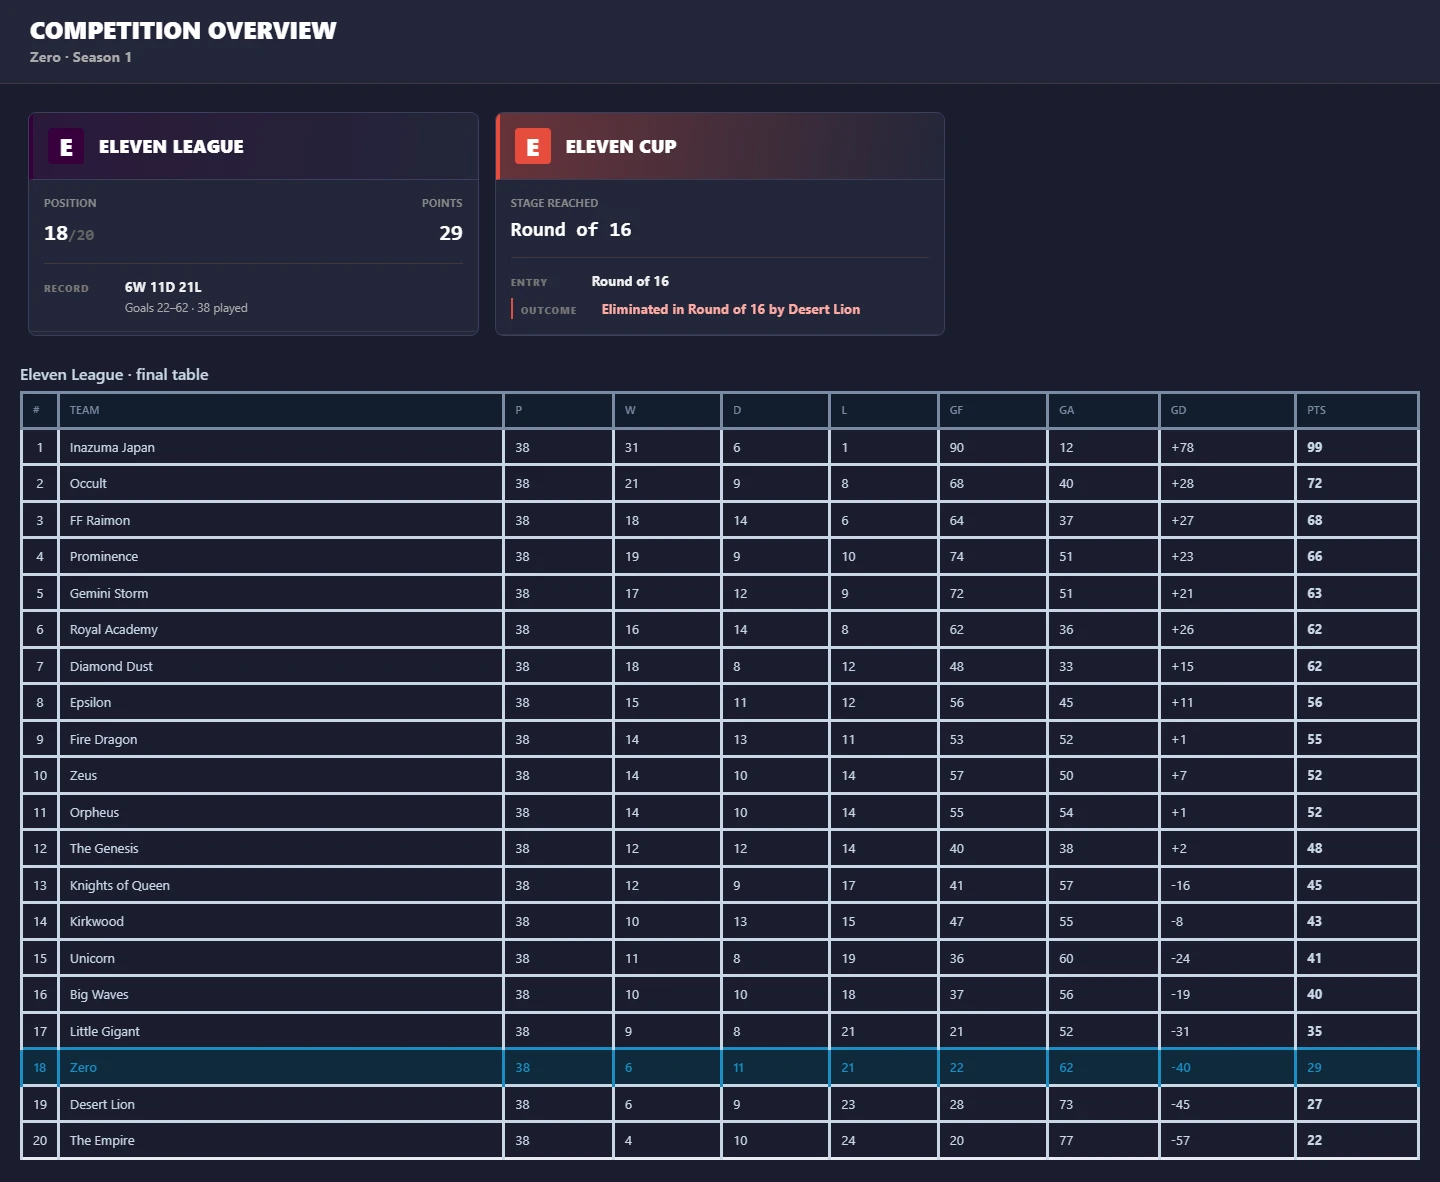 COMPETITION OVERVIEW
Zero · Season 1
E ELEVEN LEAGUE
POSITION POINTS
18/20 29
RECORD 6W 11D 21L
Goals 22–62 · 38 played
E ELEVEN CUP
STAGE REACHED
Round of 16
ENTRY Round of 16
OUTCOME Eliminated in Round of 16 by Desert Lion
Eleven League · final table
# TEAM P W D L GF GA GD PTS
1 Inazuma Japan 38 31 6 1 90 12 +78 99
2 Occult 38 21 9 8 68 40 +28 72
3 FF Raimon 38 18 14 6 64 37 +27 68
4 Prominence 38 19 9 10 74 51 +23 66
5 Gemini Storm 38 17 12 9 72 51 +21 63
6 Royal Academy 38 16 14 8 62 36 +26 62
7 Diamond Dust 38 18 8 12 48 33 +15 62
8 Epsilon 38 15 11 12 56 45 +11 56
9 Fire Dragon 38 14 13 11 53 52 +1 55
10 Zeus 38 14 10 14 57 50 +7 52
11 Orpheus 38 14 10 14 55 54 +1 52
12 The Genesis 38 12 12 14 40 38 +2 48
13 Knights of Queen 38 12 9 17 41 57 -16 45
14 Kirkwood 38 10 13 15 47 55 -8 43
15 Unicorn 38 11 8 19 36 60 -24 41
16 Big Waves 38 10 10 18 37 56 -19 40
17 Little Gigant 38 9 8 21 21 52 -31 35
18 Zero 38 6 11 21 22 62 -40 29
19 Desert Lion 38 6 9 23 28 73 -45 27
20 The Empire 38 4 10 24 20 77 -57 22